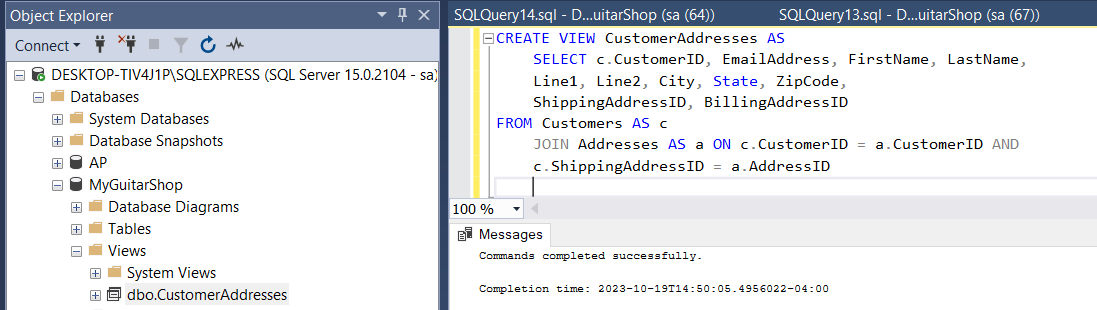 Object Explorer
Connect
DESKTOP-TIV4J1P\SQLEXPRESS (SQL Server 15.0.2104 - sa)
Databases
System Databases
Database Snapshots
AP
MyGuitarShop
Database Diagrams
Tables
Views
System Views
dbo.CustomerAddresses
SQLQuery14.sql - D...uitarShop (sa (64))
SQLQuery13.sql - D...uitarShop (sa (67))
CREATE VIEW CustomerAddresses AS
SELECT c.CustomerID, EmailAddress, FirstName, LastName,
Line1, Line2, City, State, ZipCode,
ShippingAddressID, BillingAddressID
FROM Customers AS c
JOIN Addresses AS a ON c.CustomerID = a.CustomerID AND
c.ShippingAddressID = a.AddressID
100 %
Messages
Commands completed successfully.
Completion time: 2023-10-19T14:50:05.4956022-04:00